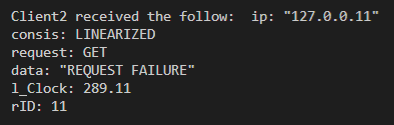 Client2 received the follow:  ip: "127.0.0.11"
consis: LINEARIZED
request: GET
data: "REQUEST FAILURE"
l_Clock: 289.11
rID: 11